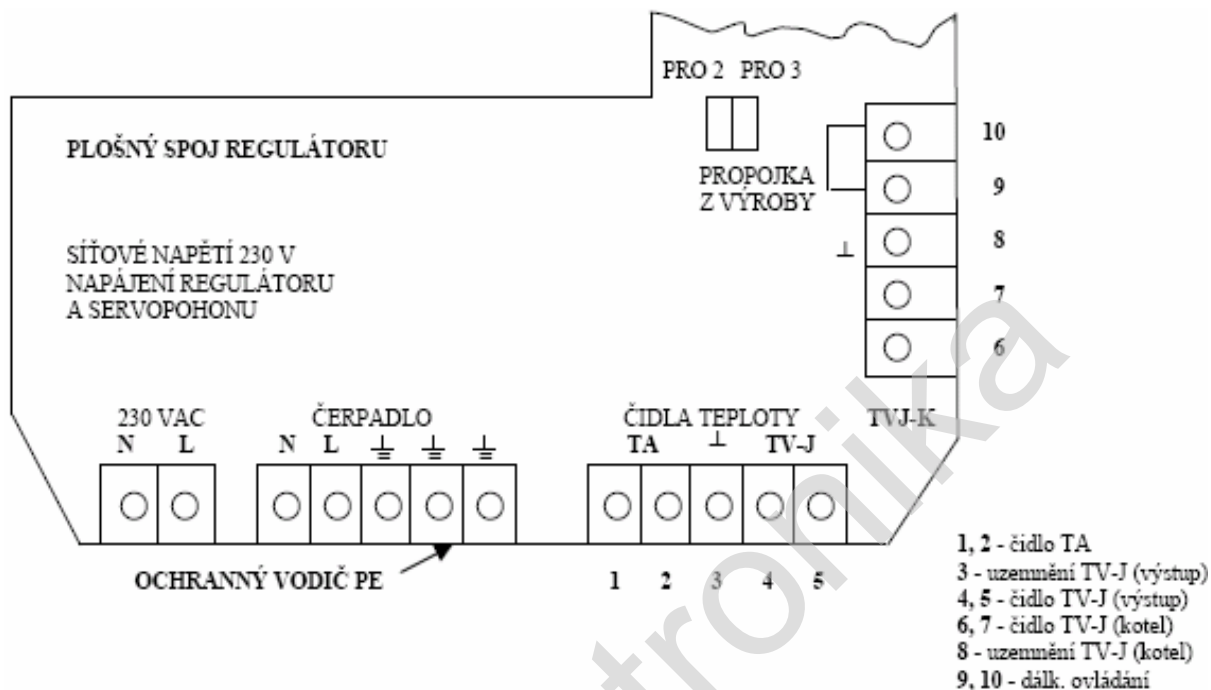 PRO 2 PRO 3
PLOŠNÝ SPOJ REGULÁTORU
PROPOJKA
Z VÝROBY
10
9
8
7
6
SÍŤOVÉ NAPĚTÍ 230 V
NAPÁJENÍ REGULÁTORU
A SERVOPOHONU
230 VAC
N L
ČERPADLO
N L
ČIDLA TEPLOTY
TA ⊥ TV-J
TVJ-K
OCHRANNÝ VODIČ PE
1 2 3 4 5
1, 2 - čidlo TA
3 - uzemnění TV-J (výstup)
4, 5 - čidlo TV-J (výstup)
6, 7 - čidlo TV-J (kotel)
8 - uzemnění TV-J (kotel)
9, 10 - dálk. ovládání
tronika